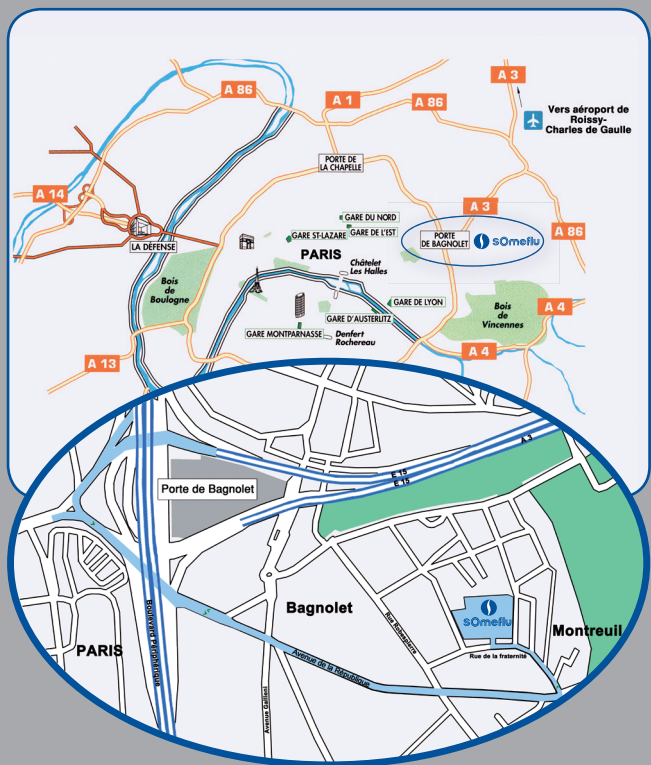 A 3
A 86
A 1
A 86
Vers aéroport de
Roissy-
Charles de Gaulle
PORTE DE
LA CHAPELLE
A 14
A 3
GARE DU NORD
GARE DE L'EST
GARE ST-LAZARE
PORTE
DE BAGNOLET
sOmeflu
A 86
LA DÉFENSE
PARIS
Châtelet
Les Halles
Bois
de
Boulogne
GARE DE LYON
Bois
de
Vincennes
A 4
GARE D'AUSTERLITZ
GARE MONTPARNASSE
Denfert
Rochereau
A 4
A 13
A 3
E 15
E 15
Porte de Bagnolet
Bagnolet
sOmeflu
Montreuil
Rue Robespierre
Rue de la fraternité
PARIS
Boulevard Périphérique
Avenue de la République
Avenue Gallieni